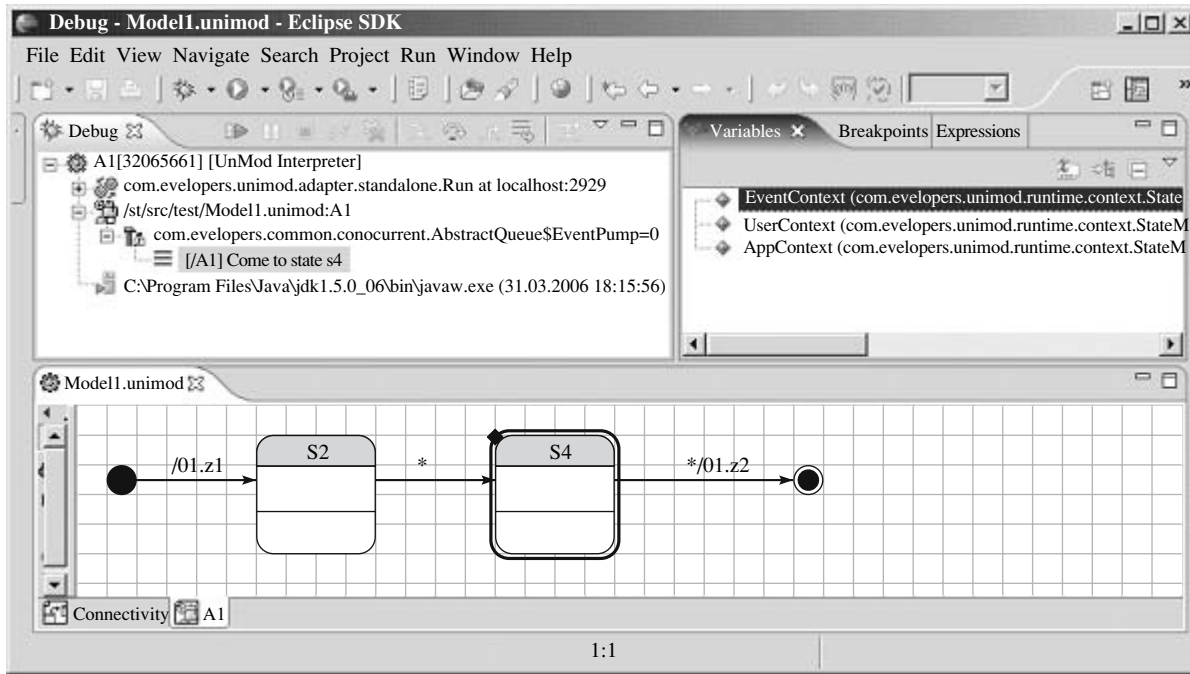 Debug - Model1.unimod - Eclipse SDK
File Edit View Navigate Search Project Run Window Help
Debug
A1[32065661] [UnMod Interpreter]
com.evelopers.unimod.adapter.standalone.Run at localhost:2929
/st/src/test/Model1.unimod:A1
com.evelopers.common.conocurrent.AbstractQueue$EventPump=0
[/A1] Come to state s4
C:\Program Files\Java\jdk1.5.0_06\bin\javaw.exe (31.03.2006 18:15:56)
Variables Breakpoints Expressions
EventContext (com.evelopers.unimod.runtime.context.State
UserContext (com.evelopers.unimod.runtime.context.StateM
AppContext (com.evelopers.unimod.runtime.context.StateM
Model1.unimod
/01.z1
S2
*
S4
*/01.z2
Connectivity A1
1:1